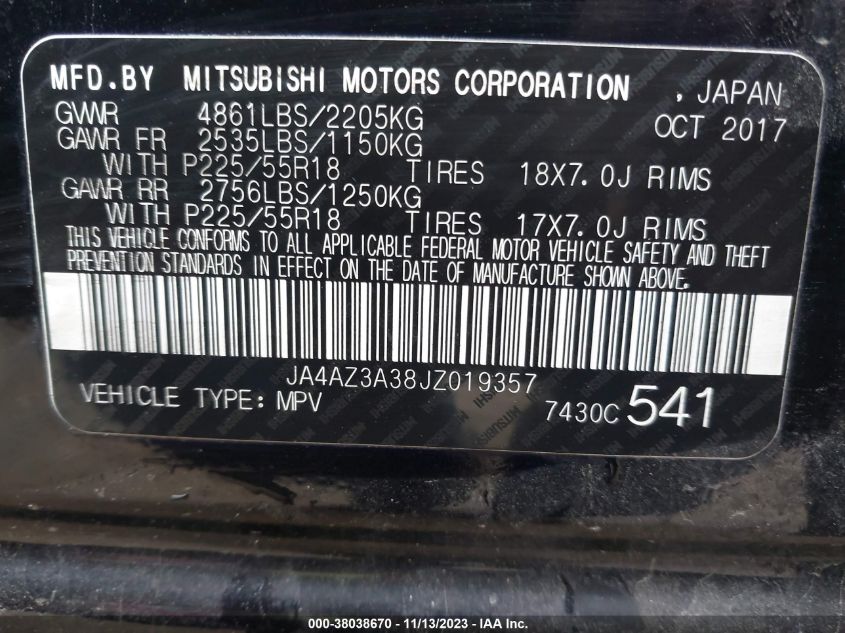 MFD.BY MITSUBISHI MOTORS CORPORATION , JAPAN
GVWR 4861LBS/2205KG OCT 2017
GAWR FR 2535LBS/1150KG
WITH P225/55R18 TIRES 18X7.0J RIMS
GAWR RR 2756LBS/1250KG
WITH P225/55R18 TIRES 17X7.0J RIMS
THIS VEHICLE CONFORMS TO ALL APPLICABLE FEDERAL MOTOR VEHICLE SAFETY AND THEFT
PREVENTION STANDARDS IN EFFECT ON THE DATE OF MANUFACTURE SHOWN ABOVE.
JA4AZ3A38JZ019357
VEHICLE TYPE: MPV 7430C 541
000-38038670 - 11/13/2023 - IAAI.COM